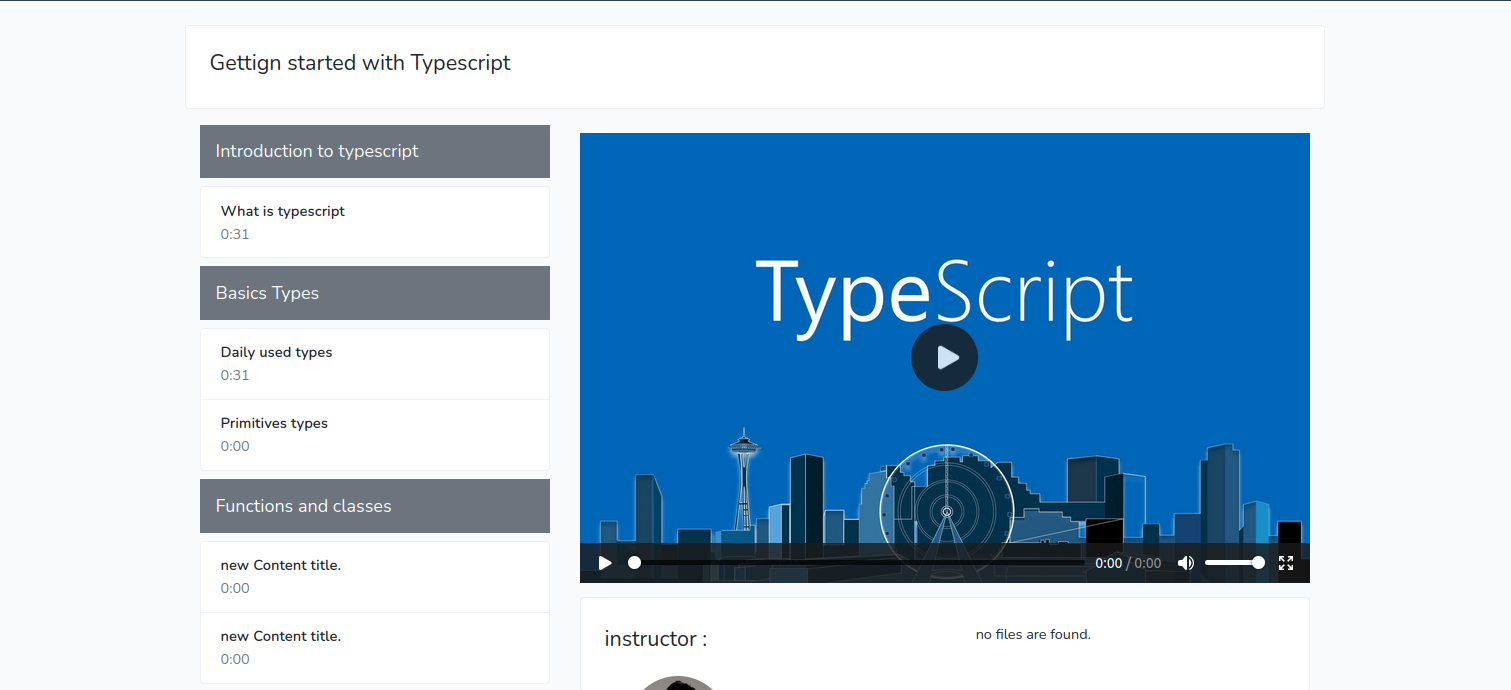 Gettign started with Typescript
Introduction to typescript
What is typescript
0:31
Basics Types
Daily used types
0:31
Primitives types
0:00
Functions and classes
new Content title.
0:00
new Content title.
0:00
TypeScript
0:00 / 0:00
instructor :
no files are found.